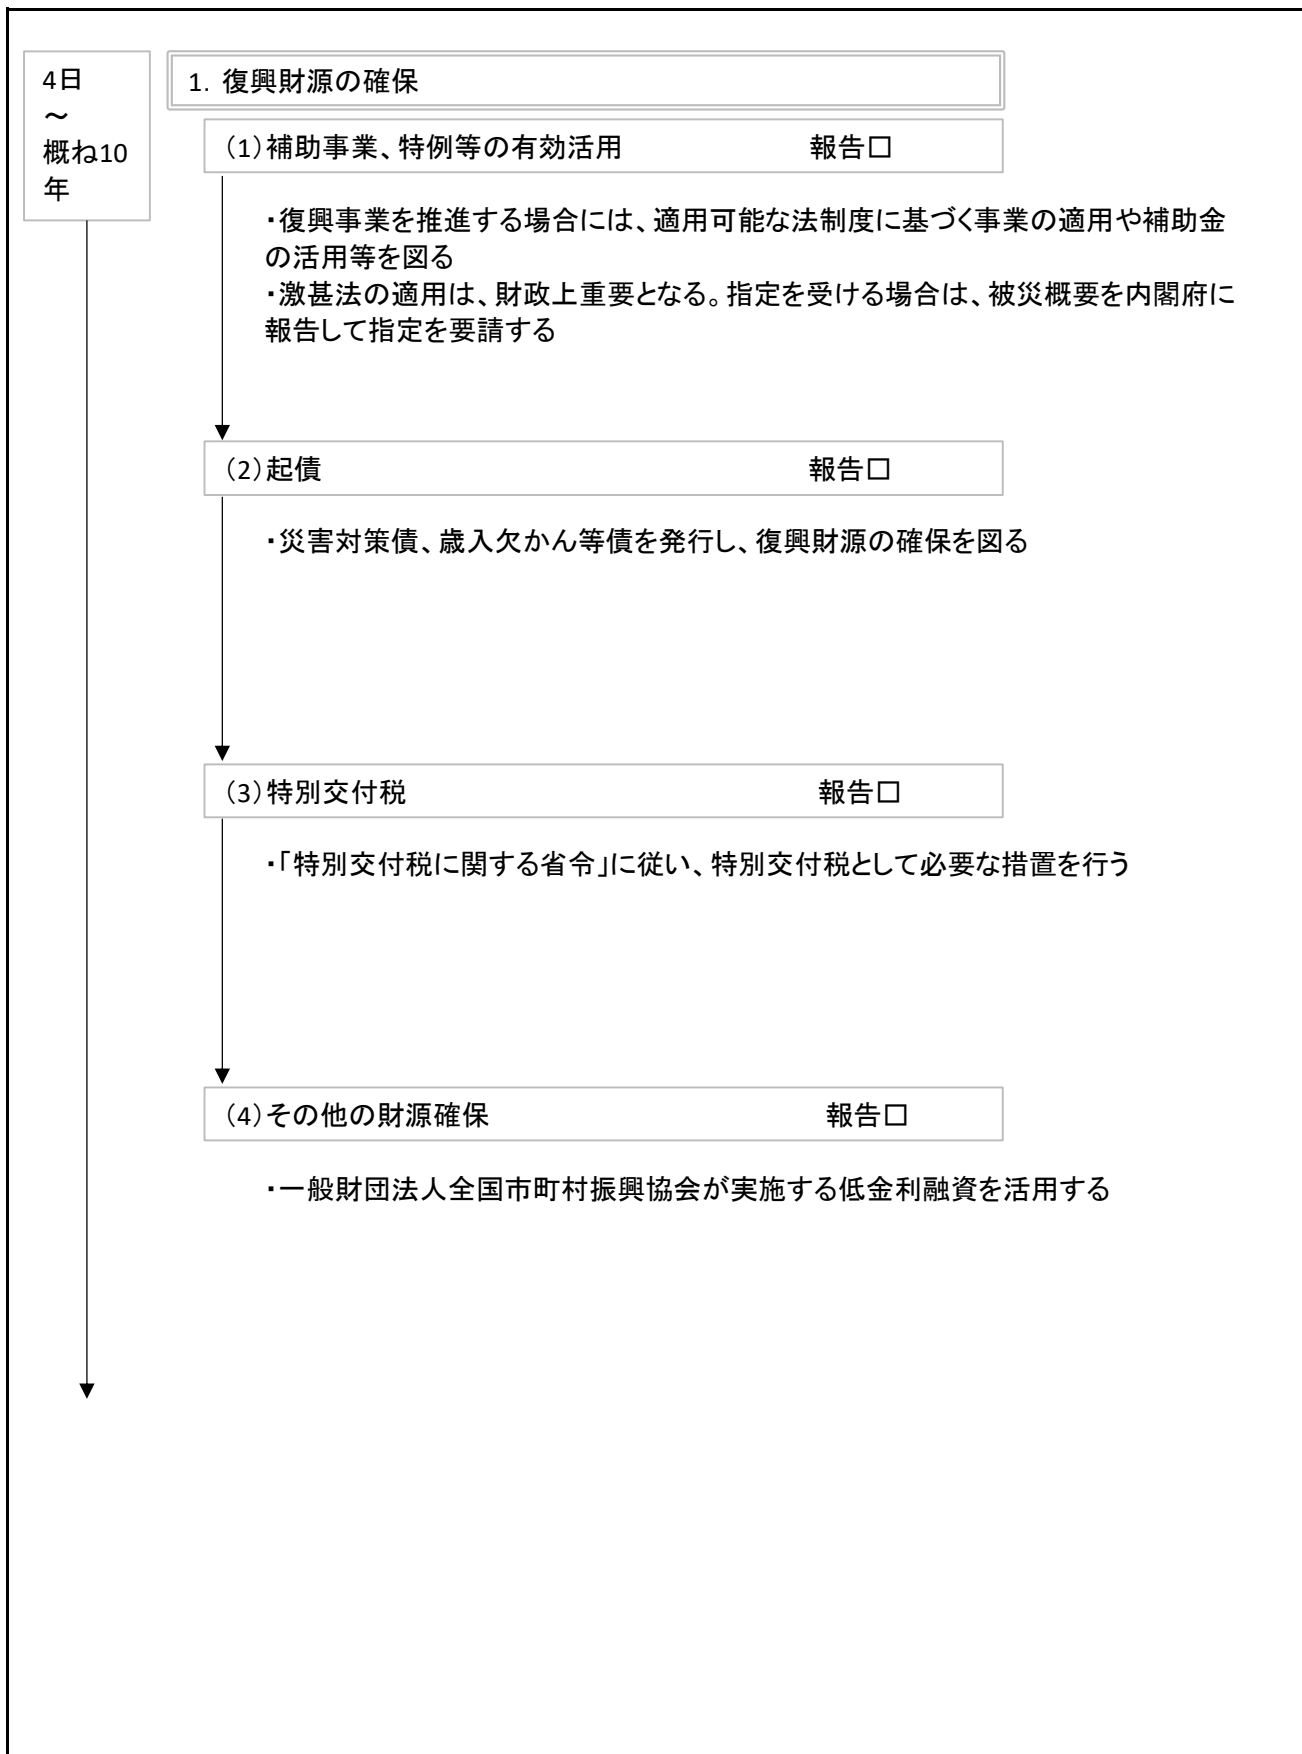 4日
～
概ね10
年
1. 復興財源の確保
(1)補助事業、特例等の有効活用 報告□
・復興事業を推進する場合には、適用可能な法制度に基づく事業の適用や補助金
の活用等を図る
・激甚法の適用は、財政上重要となる。指定を受ける場合は、被災概要を内閣府に
報告して指定を要請する
(2)起債 報告□
・災害対策債、歳入欠かん等債を発行し、復興財源の確保を図る
(3)特別交付税 報告□
・「特別交付税に関する省令」に従い、特別交付税として必要な措置を行う
(4)その他の財源確保 報告□
・一般財団法人全国市町村振興協会が実施する低金利融資を活用する